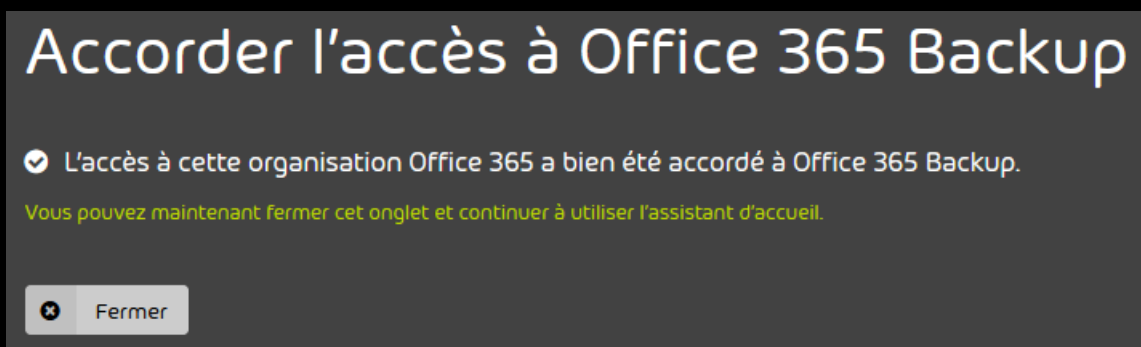 Accorder l'accès à Office 365 Backup
L'accès à cette organisation Office 365 a bien été accordé à Office 365 Backup.
Vous pouvez maintenant fermer cet onglet et continuer à utiliser l'assistant d'accueil.
Fermer